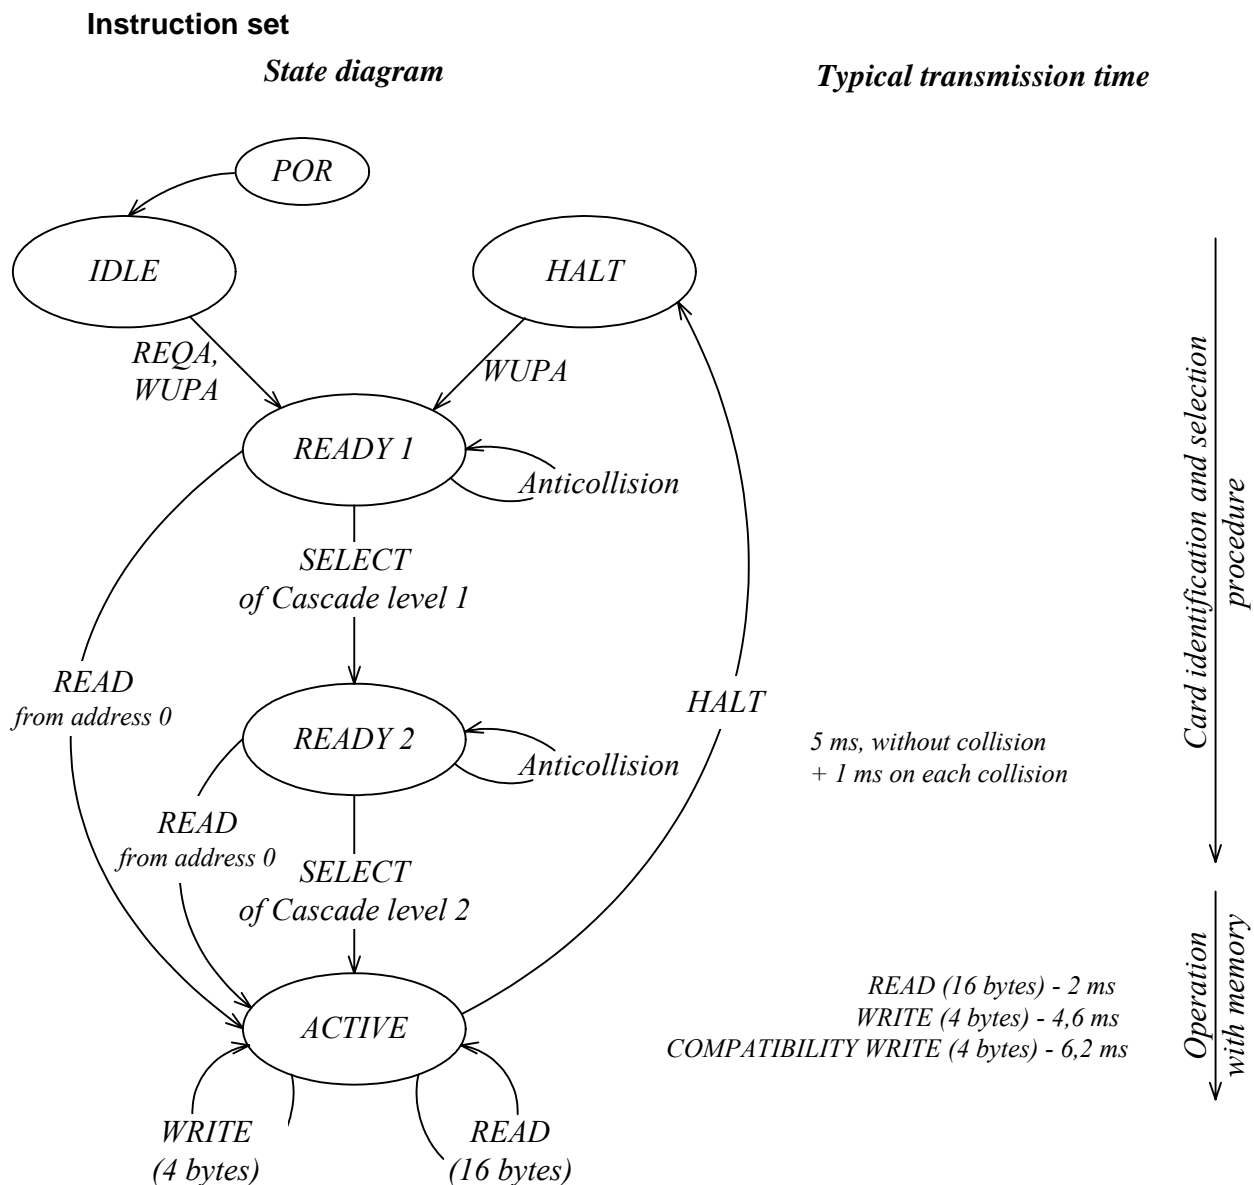 Instruction set
State diagram
Typical transmission time
POR
IDLE
HALT
REQA,
WUPA
WUPA
READY 1
Anticollision
SELECT
of Cascade level 1
READ
from address 0
HALT
READY 2
Anticollision
5 ms, without collision
+ 1 ms on each collision
READ
from address 0
SELECT
of Cascade level 2
ACTIVE
READ (16 bytes) - 2 ms
WRITE (4 bytes) - 4,6 ms
COMPATIBILITY WRITE (4 bytes) - 6,2 ms
WRITE
(4 bytes)
READ
(16 bytes)
Card identification and selection
procedure
Operation
with memory